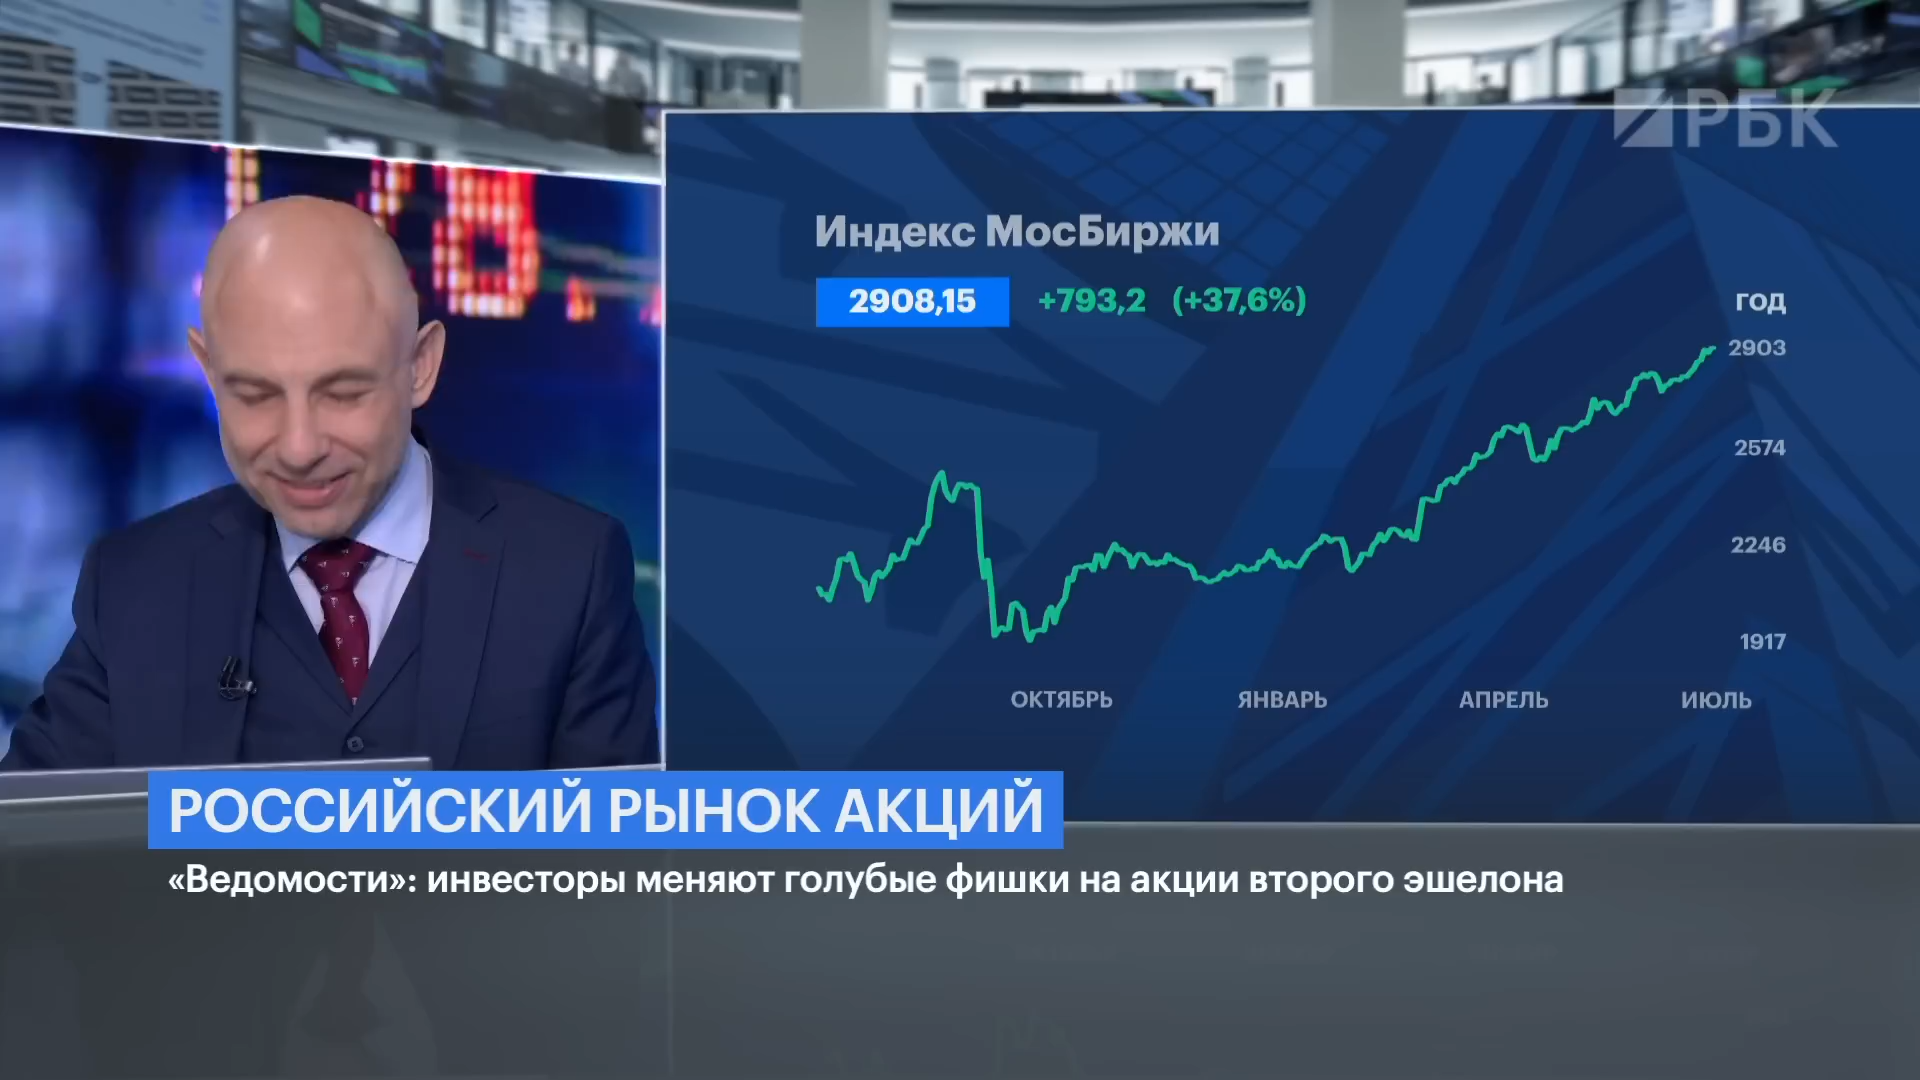 РБК
Индекс МосБиржи
2908,15 +793,2 (+37,6%)
год
2903
2574
2246
1917
ОКТЯБРЬ ЯНВАРЬ АПРЕЛЬ ИЮЛЬ
РОССИЙСКИЙ РЫНОК АКЦИЙ
«Ведомости»: инвесторы меняют голубые фишки на акции второго эшелона